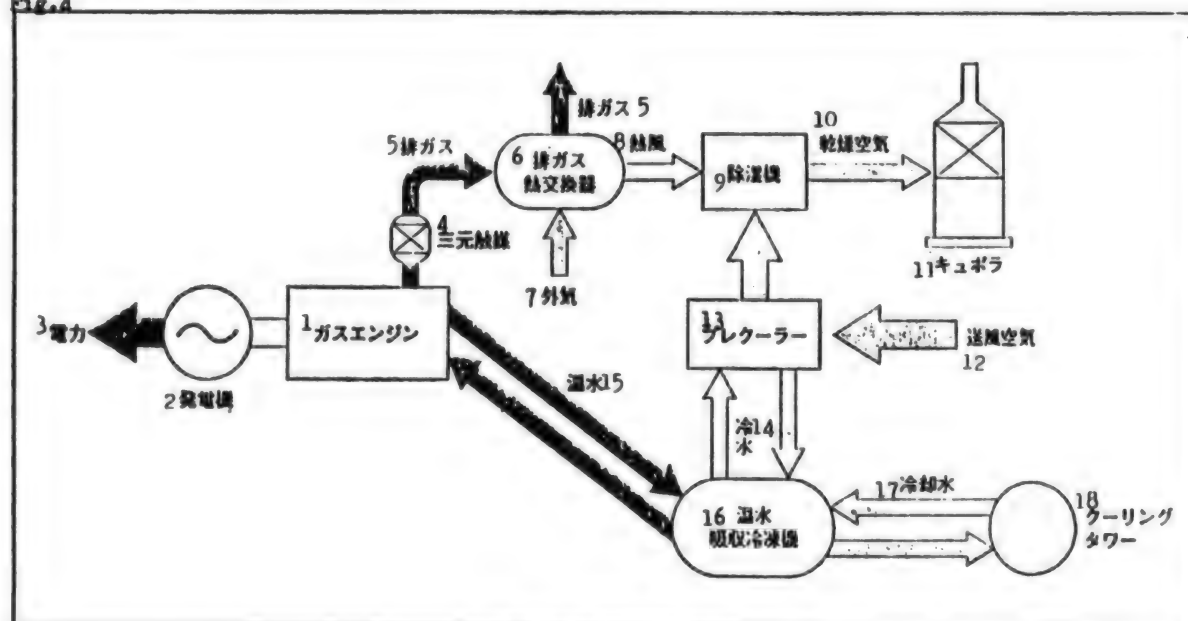 Fig.4
排ガス 5
5排ガス
6 排ガス
熱交換器
8熱風
9除湿機
10
乾燥空気
11キュポラ
4
三元触媒
7外気
3電力
1ガスエンジン
2発電機
13
プレクーラー
送風空気
12
温水15
冷14
水
16 温水
吸収冷凍機
17冷却水
18
クーリング
タワー